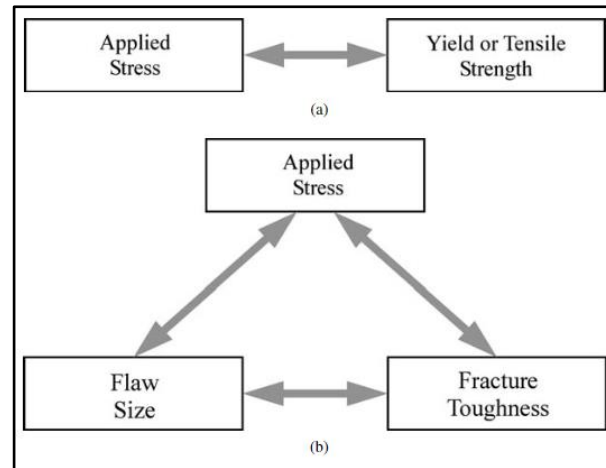 Applied
Stress
Yield or Tensile
Strength
(a)
Applied
Stress
Flaw
Size
Fracture
Toughness
(b)